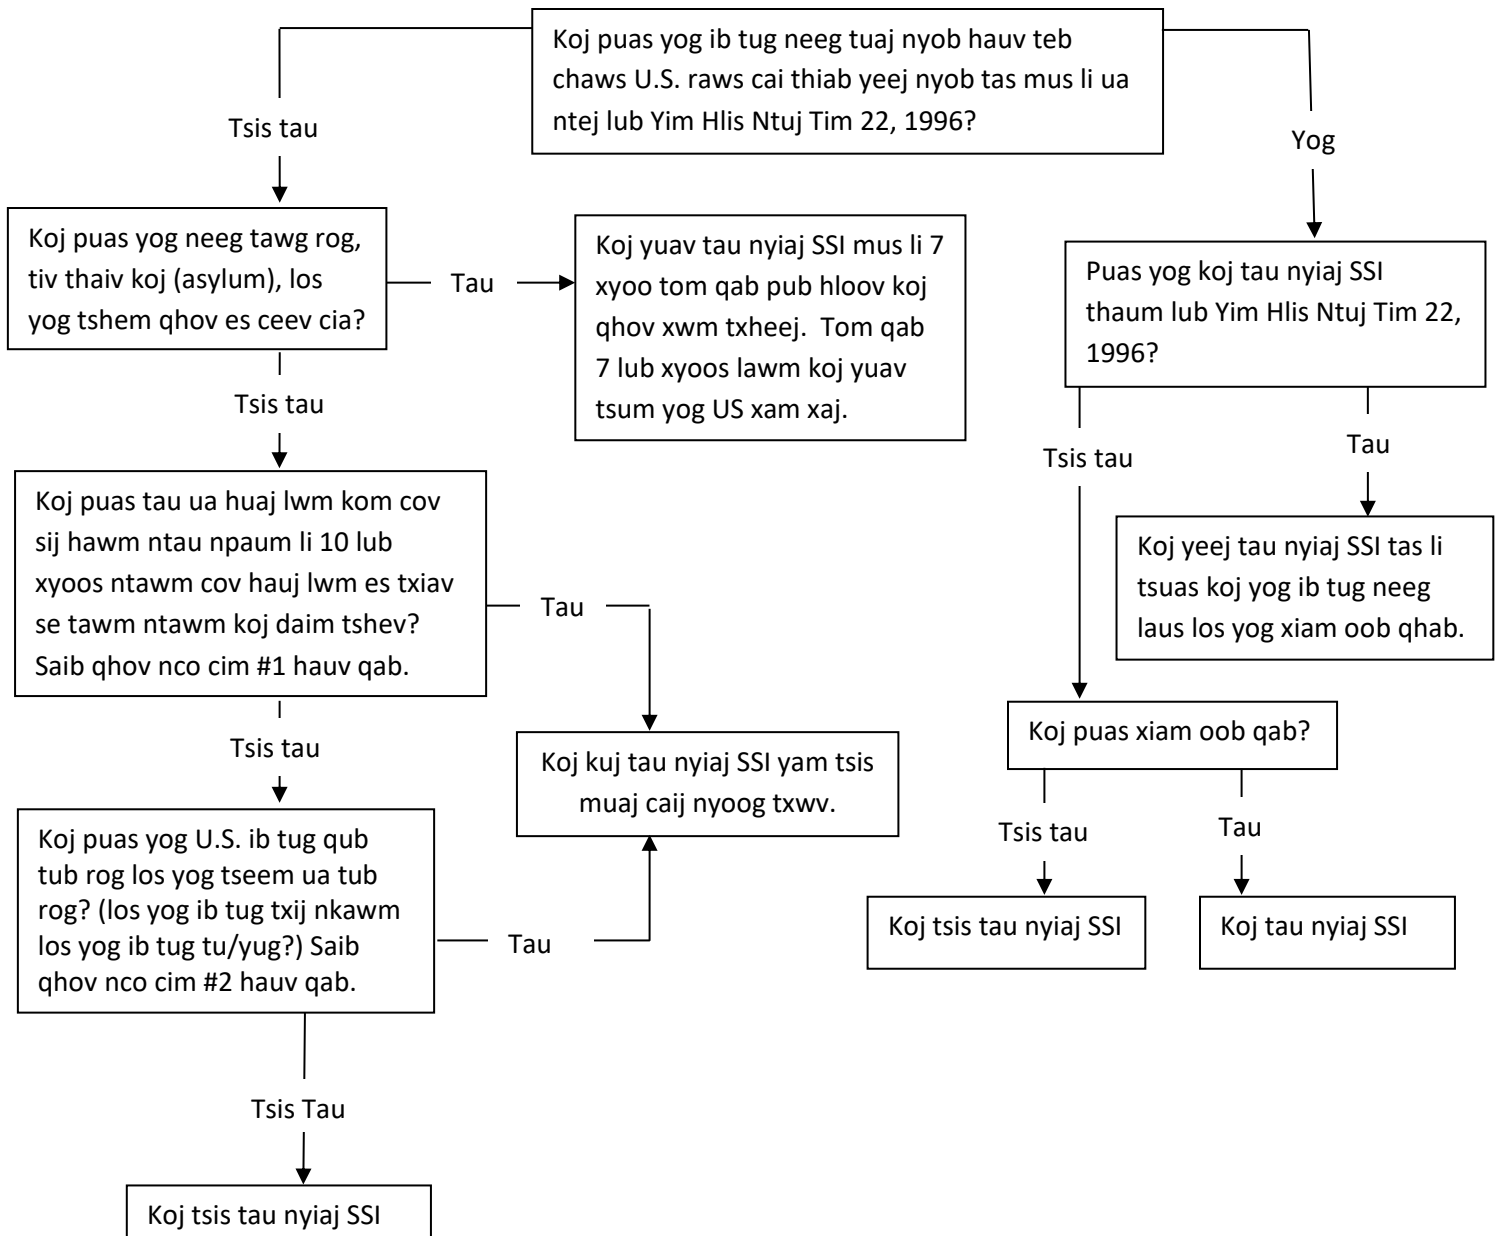 Koj puas yog ib tug neeg tuaj nyob hauv teb
chaws U.S. raws cai thiab yeej nyob tas mus li ua
ntej lub Yim Hlis Ntuj Tim 22, 1996?
Tsis tau
Yog
Koj puas yog neeg tawg rog,
tiv thaiv koj (asylum), los
yog tshem qhov es ceev cia?
Tau
Koj yuav tau nyiaj SSI mus li 7
xyoo tom qab pub hloov koj
qhov xwm txheej.  Tom qab
7 lub xyoos lawm koj yuav
tsum yog US xam xaj.
Puas yog koj tau nyiaj SSI
thaum lub Yim Hlis Ntuj Tim 22,
1996?
Tsis tau
Tsis tau
Tau
Koj puas tau ua huaj lwm kom cov
sij hawm ntau npaum li 10 lub
xyoos ntawm cov hauj lwm es txiav
se tawm ntawm koj daim tshev?
Saib qhov nco cim #1 hauv qab.
Tau
Koj yeej tau nyiaj SSI tas li
tsuas koj yog ib tug neeg
laus los yog xiam oob qhab.
Tsis tau
Koj kuj tau nyiaj SSI yam tsis
muaj caij nyoog txwv.
Koj puas xiam oob qab?
Tsis tau
Tau
Koj puas yog U.S. ib tug qub
tub rog los yog tseem ua tub
rog? (los yog ib tug txij nkawm
los yog ib tug tu/yug?) Saib
qhov nco cim #2 hauv qab.
Tau
Koj tsis tau nyiaj SSI
Koj tau nyiaj SSI
Tsis Tau
Koj tsis tau nyiaj SSI